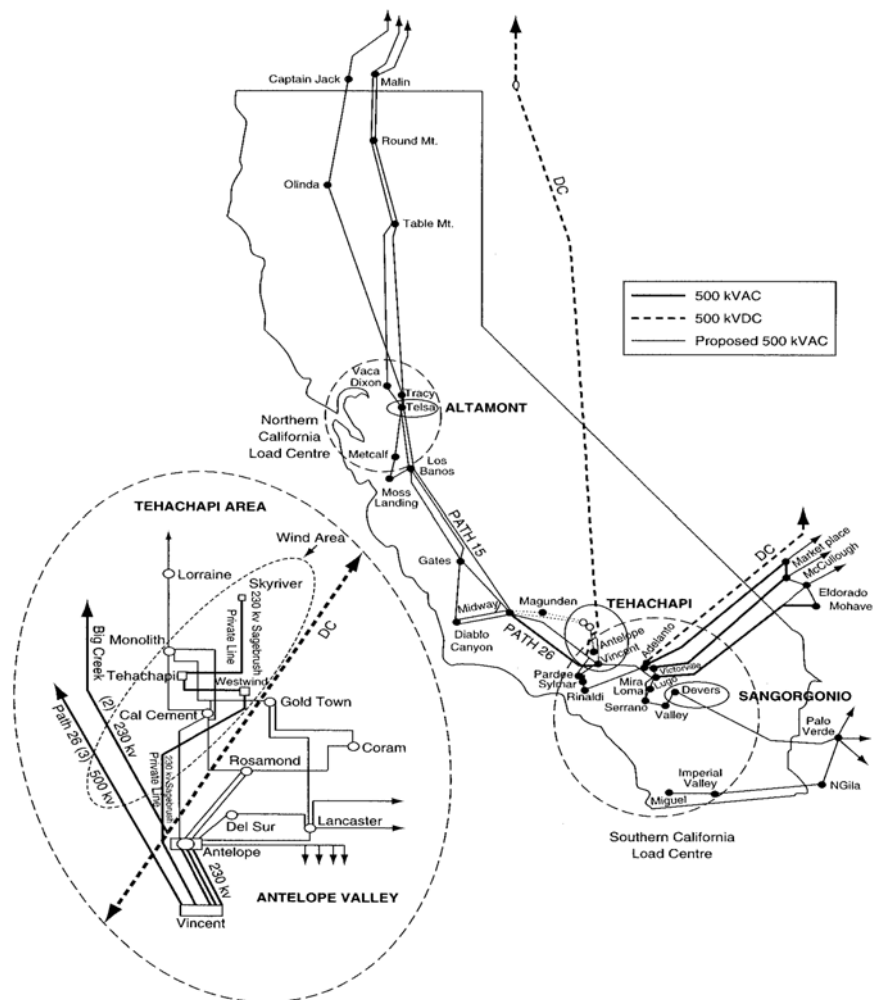 Captain Jack
Malin
Round Mt.
Olinda
Table Mt.
DC
500 kVAC
500 kVDC
Proposed 500 kVAC
Vaca
Dixon
Tracy
Telsa
ALTAMONT
Northern
California
Load Centre
Metcalf
Los
Banos
Moss
Landing
PATH 15
Gates
Midway
Diablo
Canyon
PATH 26
Magunden
TEHACHAPI
Antelope
Vincent
Pardee
Sylmar
Rinaldi
Adelanto
Victorville
Lugo
Mira
Loma
Serrano
Valley
Devers
SANGORGONIO
DC
Market place
McCullough
Eldorado
Mohave
Palo
Verde
NGila
Imperial
Valley
Miguel
Southern California
Load Centre
TEHACHAPI AREA
Wind Area
Lorraine
Skyriver
230 kv Sagebrush
Private Line
DC
Big Creek
(2) 230 kv
Monolith
Tehachapi
Westwind
Gold Town
Cal Cement
Coram
Path 26 (3) 500 kv
230 kv Sagebrush
Private Line
Rosamond
Del Sur
Lancaster
Antelope
230 kv
ANTELOPE VALLEY
Vincent